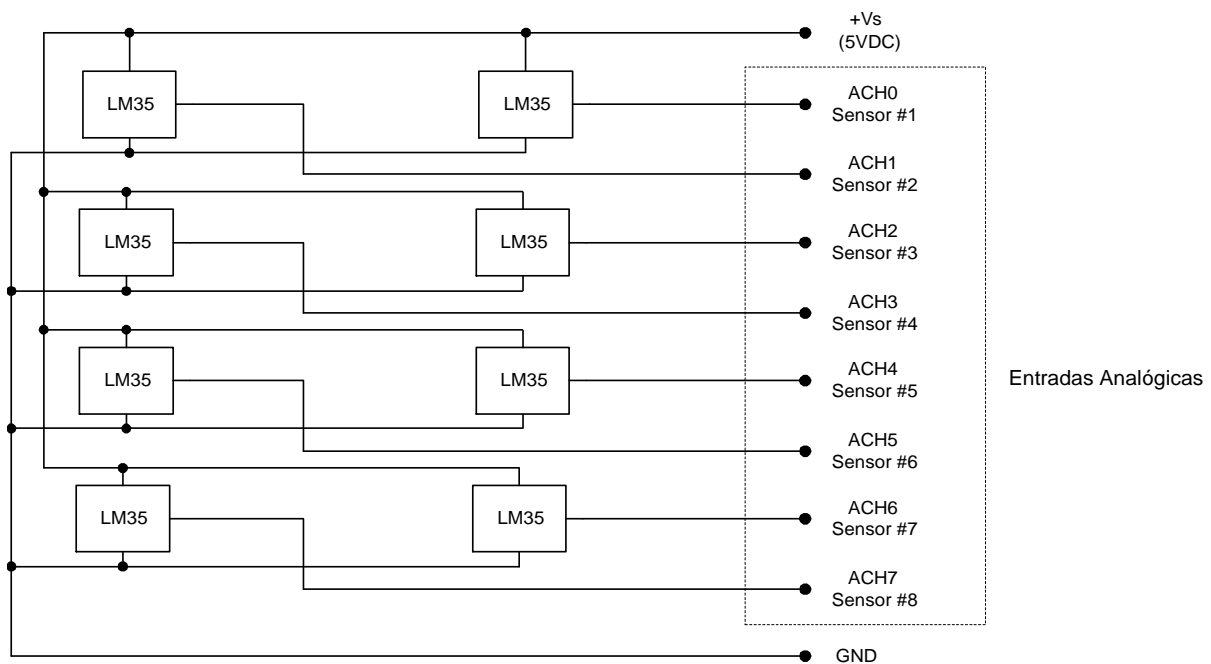 +Vs
(5VDC)
LM35
LM35
ACH0
Sensor #1
ACH1
Sensor #2
LM35
LM35
ACH2
Sensor #3
ACH3
Sensor #4
LM35
LM35
ACH4
Sensor #5
Entradas Analógicas
ACH5
Sensor #6
LM35
LM35
ACH6
Sensor #7
ACH7
Sensor #8
GND